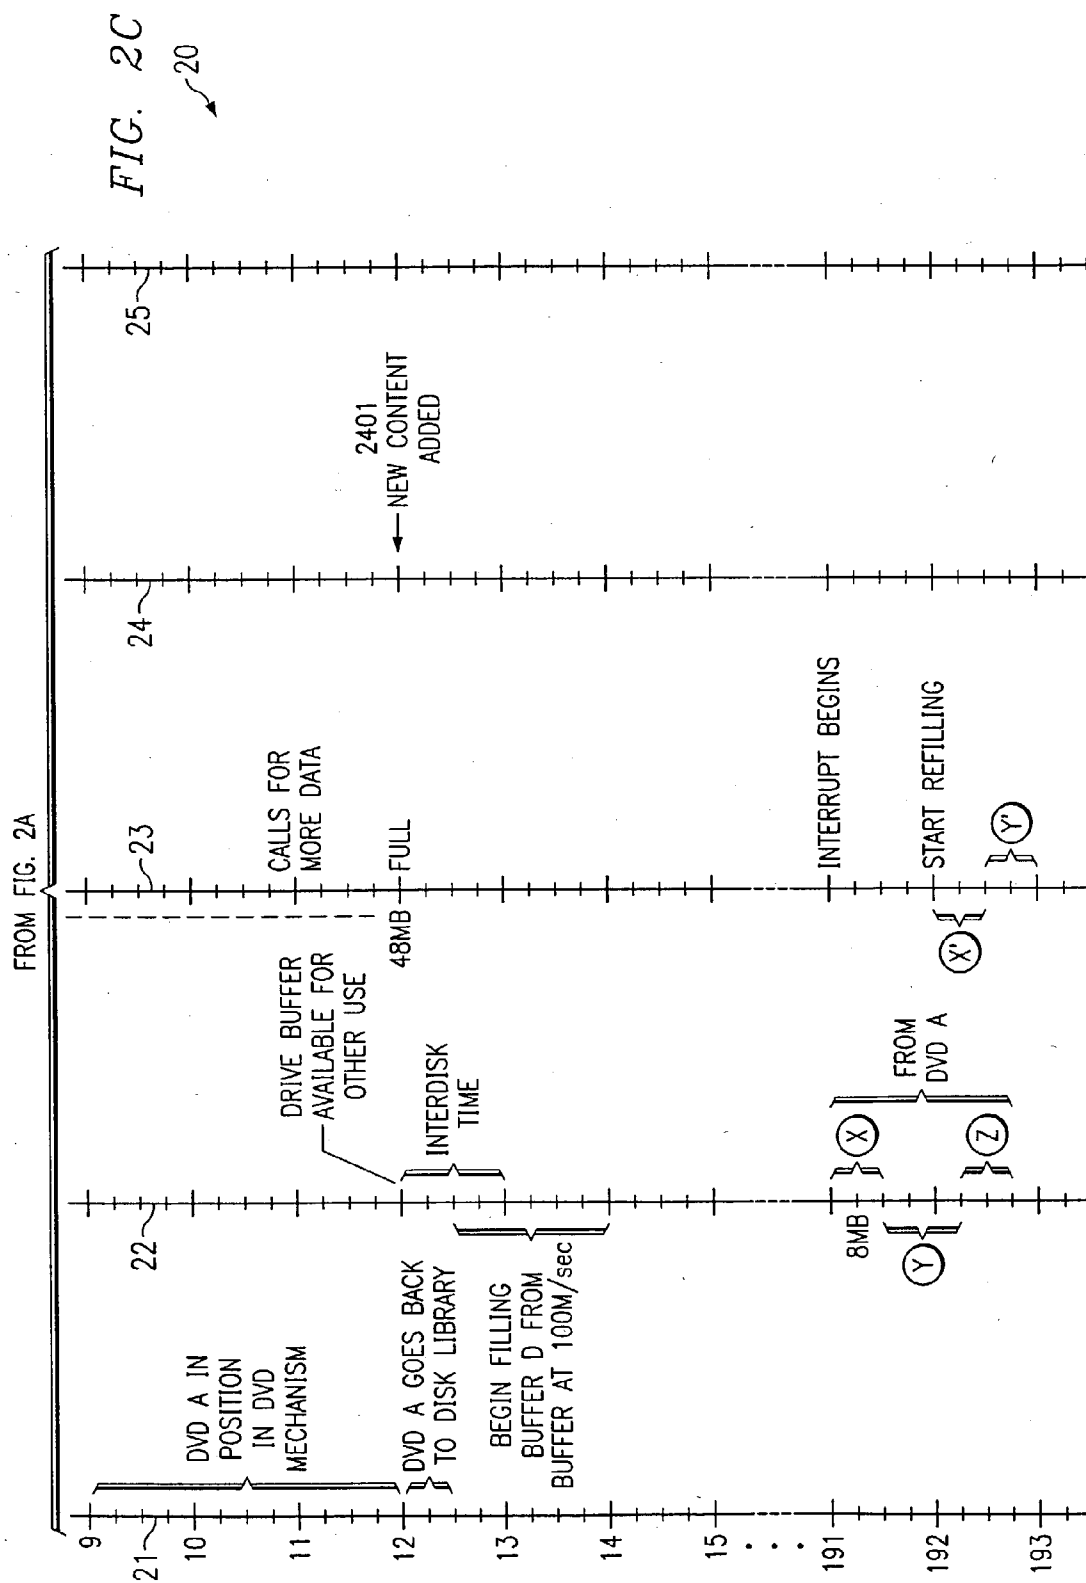 FIG. 2C
20
FROM FIG. 2A
21
22
23
24
25
9
10
11
12
13
14
15
191
192
193
DVD A IN
POSITION
IN DVD
MECHANISM
DVD A GOES BACK
TO DISK LIBRARY
BEGIN FILLING
BUFFER D FROM
BUFFER AT 100M/sec
DRIVE BUFFER
AVAILABLE FOR
OTHER USE
INTERDISK
TIME
8MB
Y
X
Z
FROM
DVD A
CALLS FOR
MORE DATA
48MB
FULL
INTERRUPT BEGINS
START REFILLING
X'
Y'
2401
NEW CONTENT
ADDED